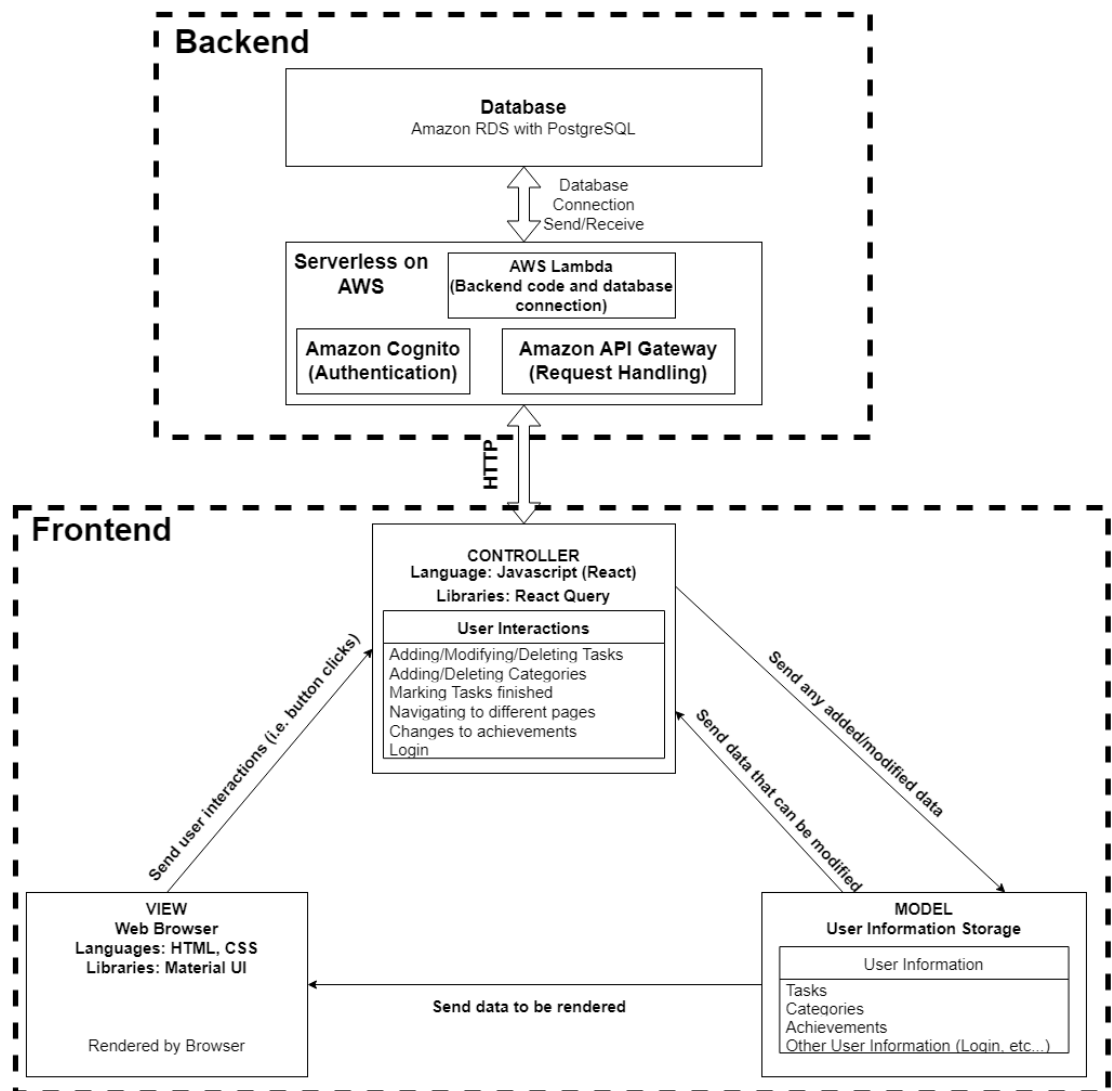 Backend
Database
Amazon RDS with PostgreSQL
Database
Connection
Send/Receive
Serverless on
AWS
AWS Lambda
(Backend code and database
connection)
Amazon Cognito
(Authentication)
Amazon API Gateway
(Request Handling)
HTTP
Frontend
CONTROLLER
Language: Javascript (React)
Libraries: React Query
User Interactions
Adding/Modifying/Deleting Tasks
Adding/Deleting Categories
Marking Tasks finished
Navigating to different pages
Changes to achievements
Login
Send user interactions (i.e. button clicks)
Send any added/modified data
Send data that can be modified
VIEW
Web Browser
Languages: HTML, CSS
Libraries: Material UI
Rendered by Browser
Send data to be rendered
MODEL
User Information Storage
User Information
Tasks
Categories
Achievements
Other User Information (Login, etc...)